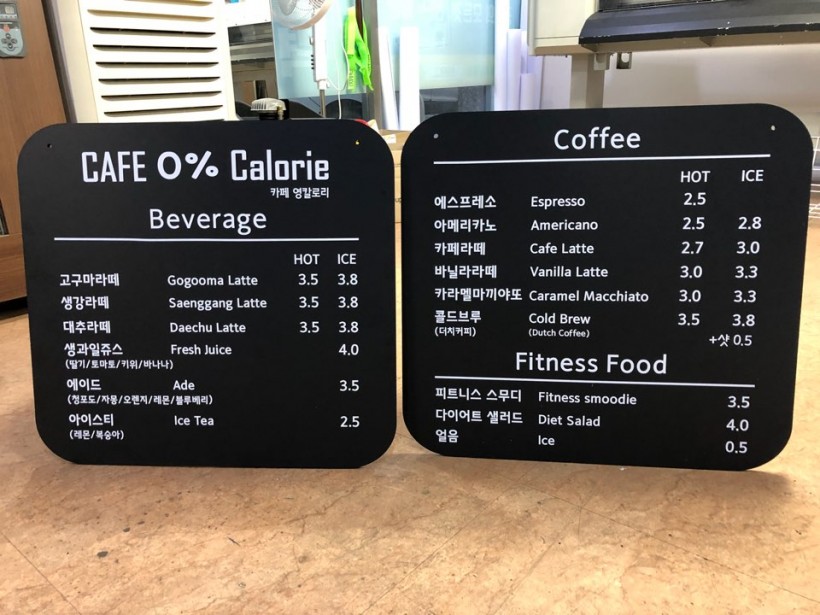 CAFE 0% Calorie
카페 영칼로리
Beverage
HOT ICE
고구마라떼 Gogooma Latte 3.5 3.8
생강라떼 Saenggang Latte 3.5 3.8
대추라떼 Daechu Latte 3.5 3.8
생과일쥬스 Fresh Juice 4.0
(딸기/토마토/키위/바나나)
에이드 Ade 3.5
(청포도/자몽/오렌지/레몬/블루베리)
아이스티 Ice Tea 2.5
(레몬/복숭아)
Coffee
HOT ICE
에스프레소 Espresso 2.5
아메리카노 Americano 2.5 2.8
카페라떼 Cafe Latte 2.7 3.0
바닐라라떼 Vanilla Latte 3.0 3.3
카라멜마끼야또 Caramel Macchiato 3.0 3.3
콜드브루 Cold Brew 3.5 3.8
(더치커피) (Dutch Coffee)
+샷 0.5
Fitness Food
피트니스 스무디 Fitness smoodie 3.5
다이어트 샐러드 Diet Salad 4.0
얼음 Ice 0.5